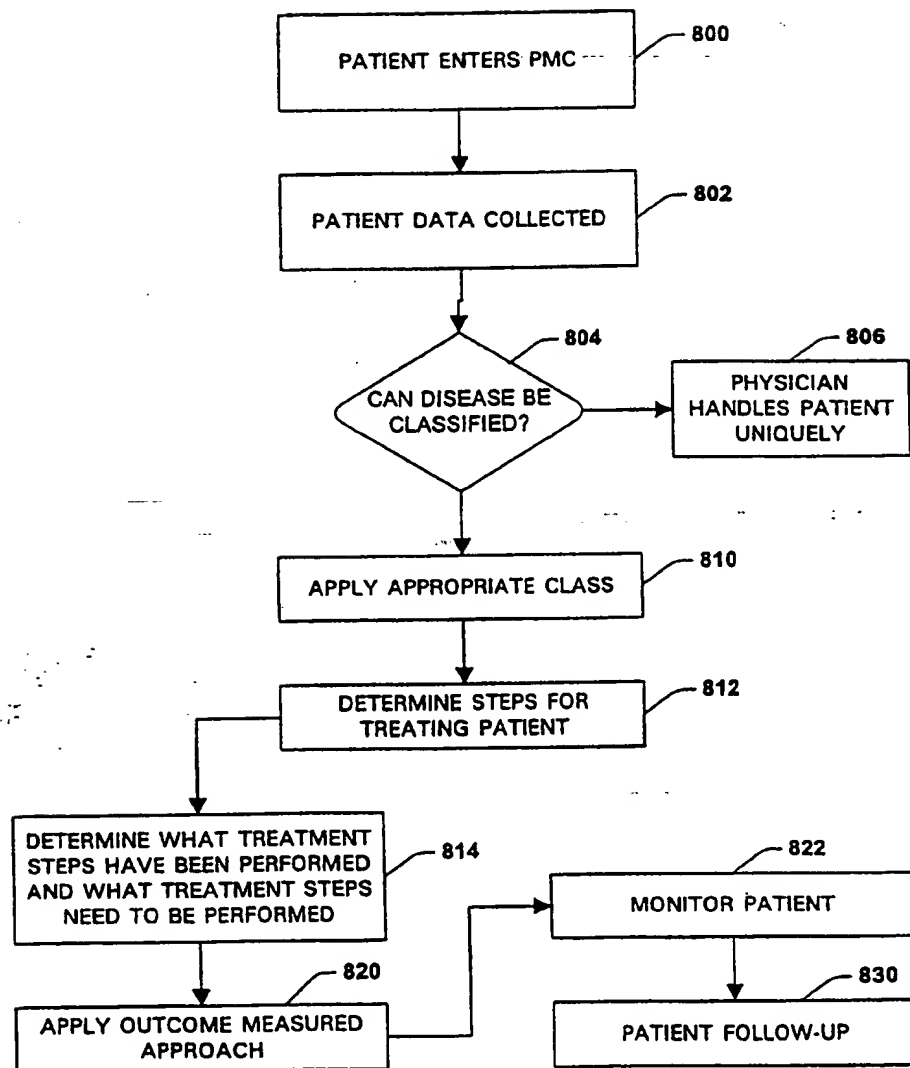 PATIENT ENTERS PMC
800
PATIENT DATA COLLECTED
802
CAN DISEASE BE
CLASSIFIED?
804
PHYSICIAN
HANDLES PATIENT
UNIQUELY
806
APPLY APPROPRIATE CLASS
810
DETERMINE STEPS FOR
TREATING PATIENT
812
DETERMINE WHAT TREATMENT
STEPS HAVE BEEN PERFORMED
AND WHAT TREATMENT STEPS
NEED TO BE PERFORMED
814
APPLY OUTCOME MEASURED
APPROACH
820
MONITOR PATIENT
822
PATIENT FOLLOW-UP
830